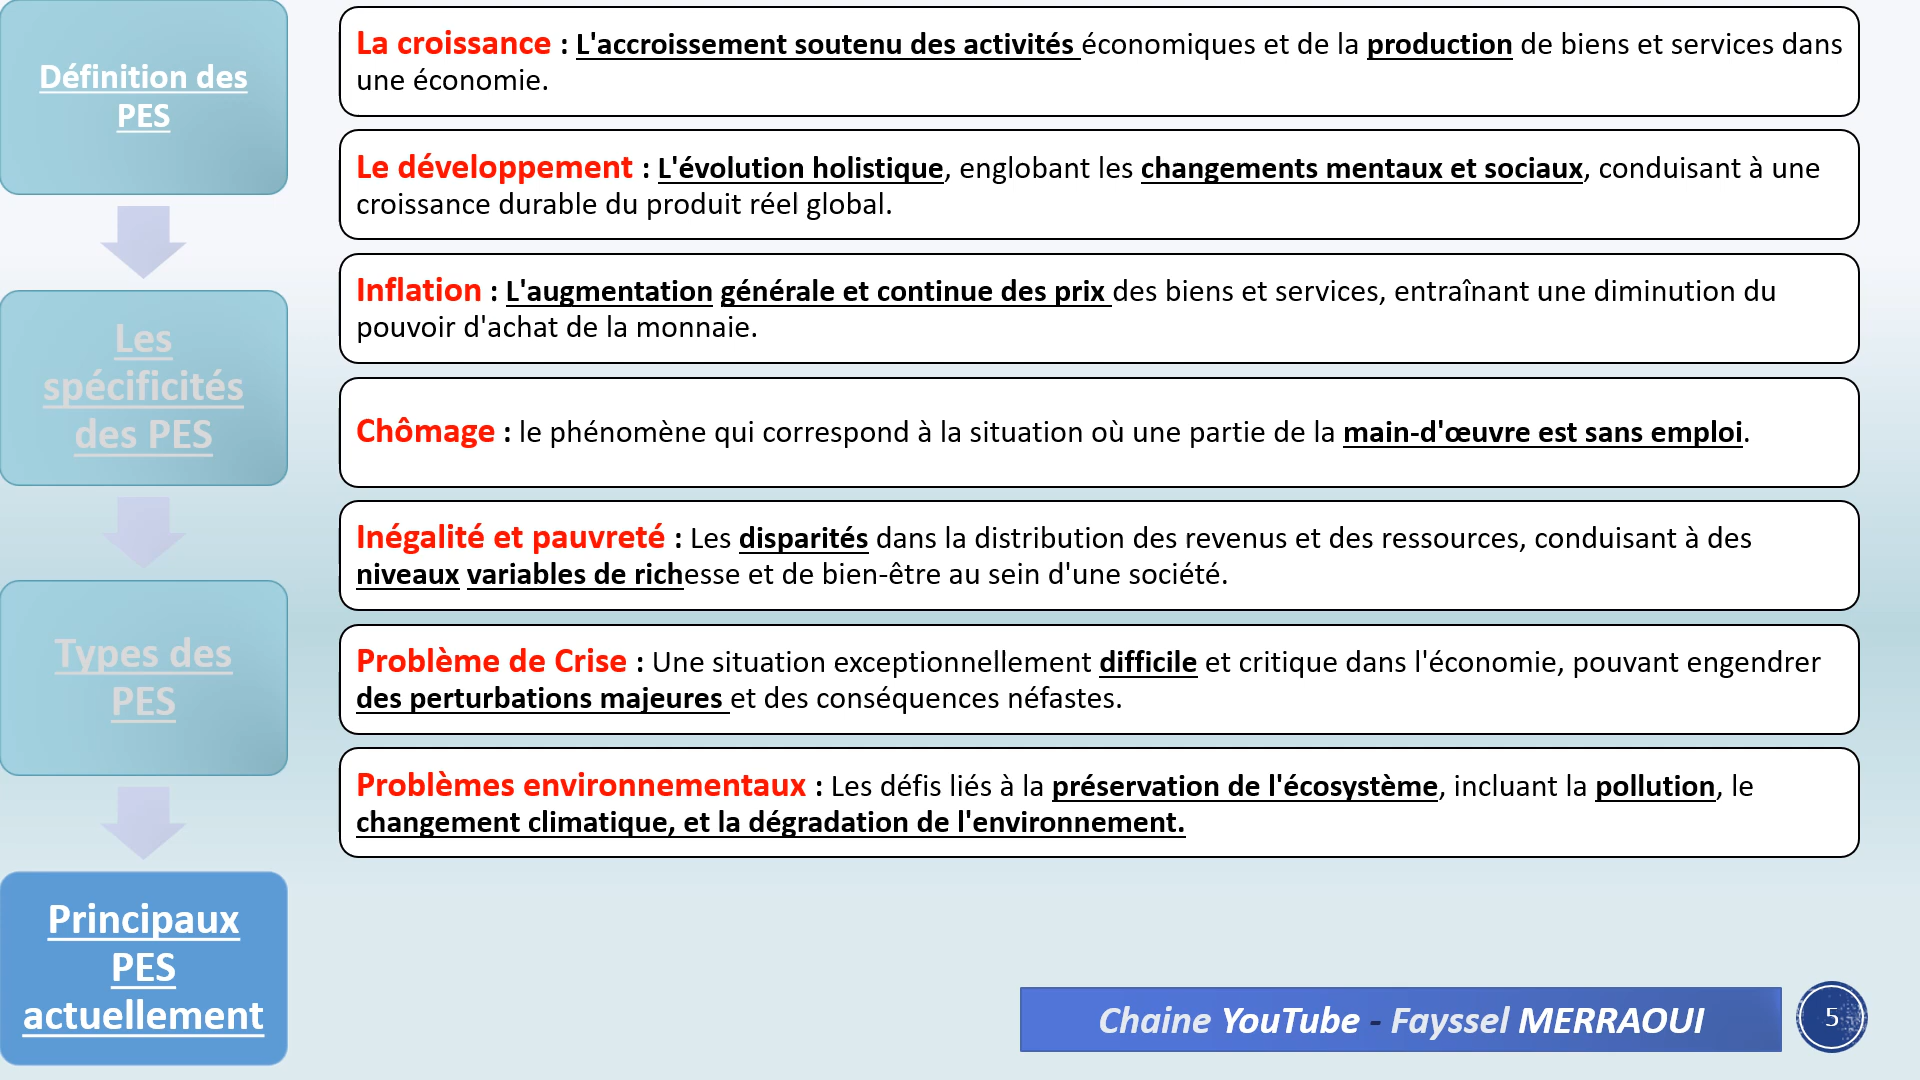 Définition des
PES
Les
spécificités
des PES
Types des
PES
Principaux
PES
actuellement
La croissance : L'accroissement soutenu des activités économiques et de la production de biens et services dans
une économie.
Le développement : L'évolution holistique, englobant les changements mentaux et sociaux, conduisant à une
croissance durable du produit réel global.
Inflation : L'augmentation générale et continue des prix des biens et services, entraînant une diminution du
pouvoir d'achat de la monnaie.
Chômage : le phénomène qui correspond à la situation où une partie de la main-d'œuvre est sans emploi.
Inégalité et pauvreté : Les disparités dans la distribution des revenus et des ressources, conduisant à des
niveaux variables de richesse et de bien-être au sein d'une société.
Problème de Crise : Une situation exceptionnellement difficile et critique dans l'économie, pouvant engendrer
des perturbations majeures et des conséquences néfastes.
Problèmes environnementaux : Les défis liés à la préservation de l'écosystème, incluant la pollution, le
changement climatique, et la dégradation de l'environnement.
Chaine YouTube - Fayssel MERRAOUI
5